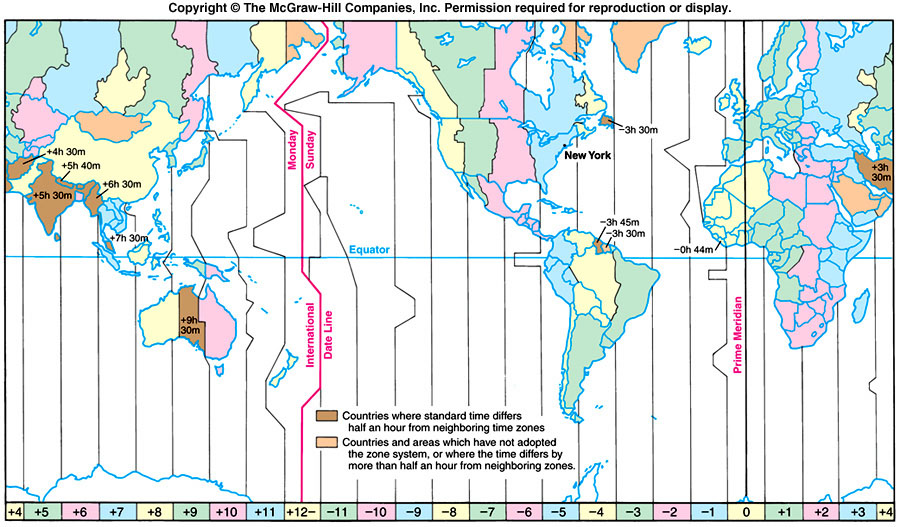 Copyright © The McGraw-Hill Companies, Inc. Permission required for reproduction or display.
−3h 30m
New York
+4h 30m
+5h 40m
+6h 30m
+5h 30m
+7h 30m
Monday
Sunday
+3h
30m
−3h 45m
−3h 30m
−0h 44m
Equator
+9h
30m
International
Date Line
Prime Meridian
Countries where standard time differs
half an hour from neighboring time zones
Countries and areas which have not adopted
the zone system, or where the time differs by
more than half an hour from neighboring zones.
+4 +5 +6 +7 +8 +9 +10 +11 +12− −11 −10 −9 −8 −7 −6 −5 −4 −3 −2 −1 0 +1 +2 +3 +4